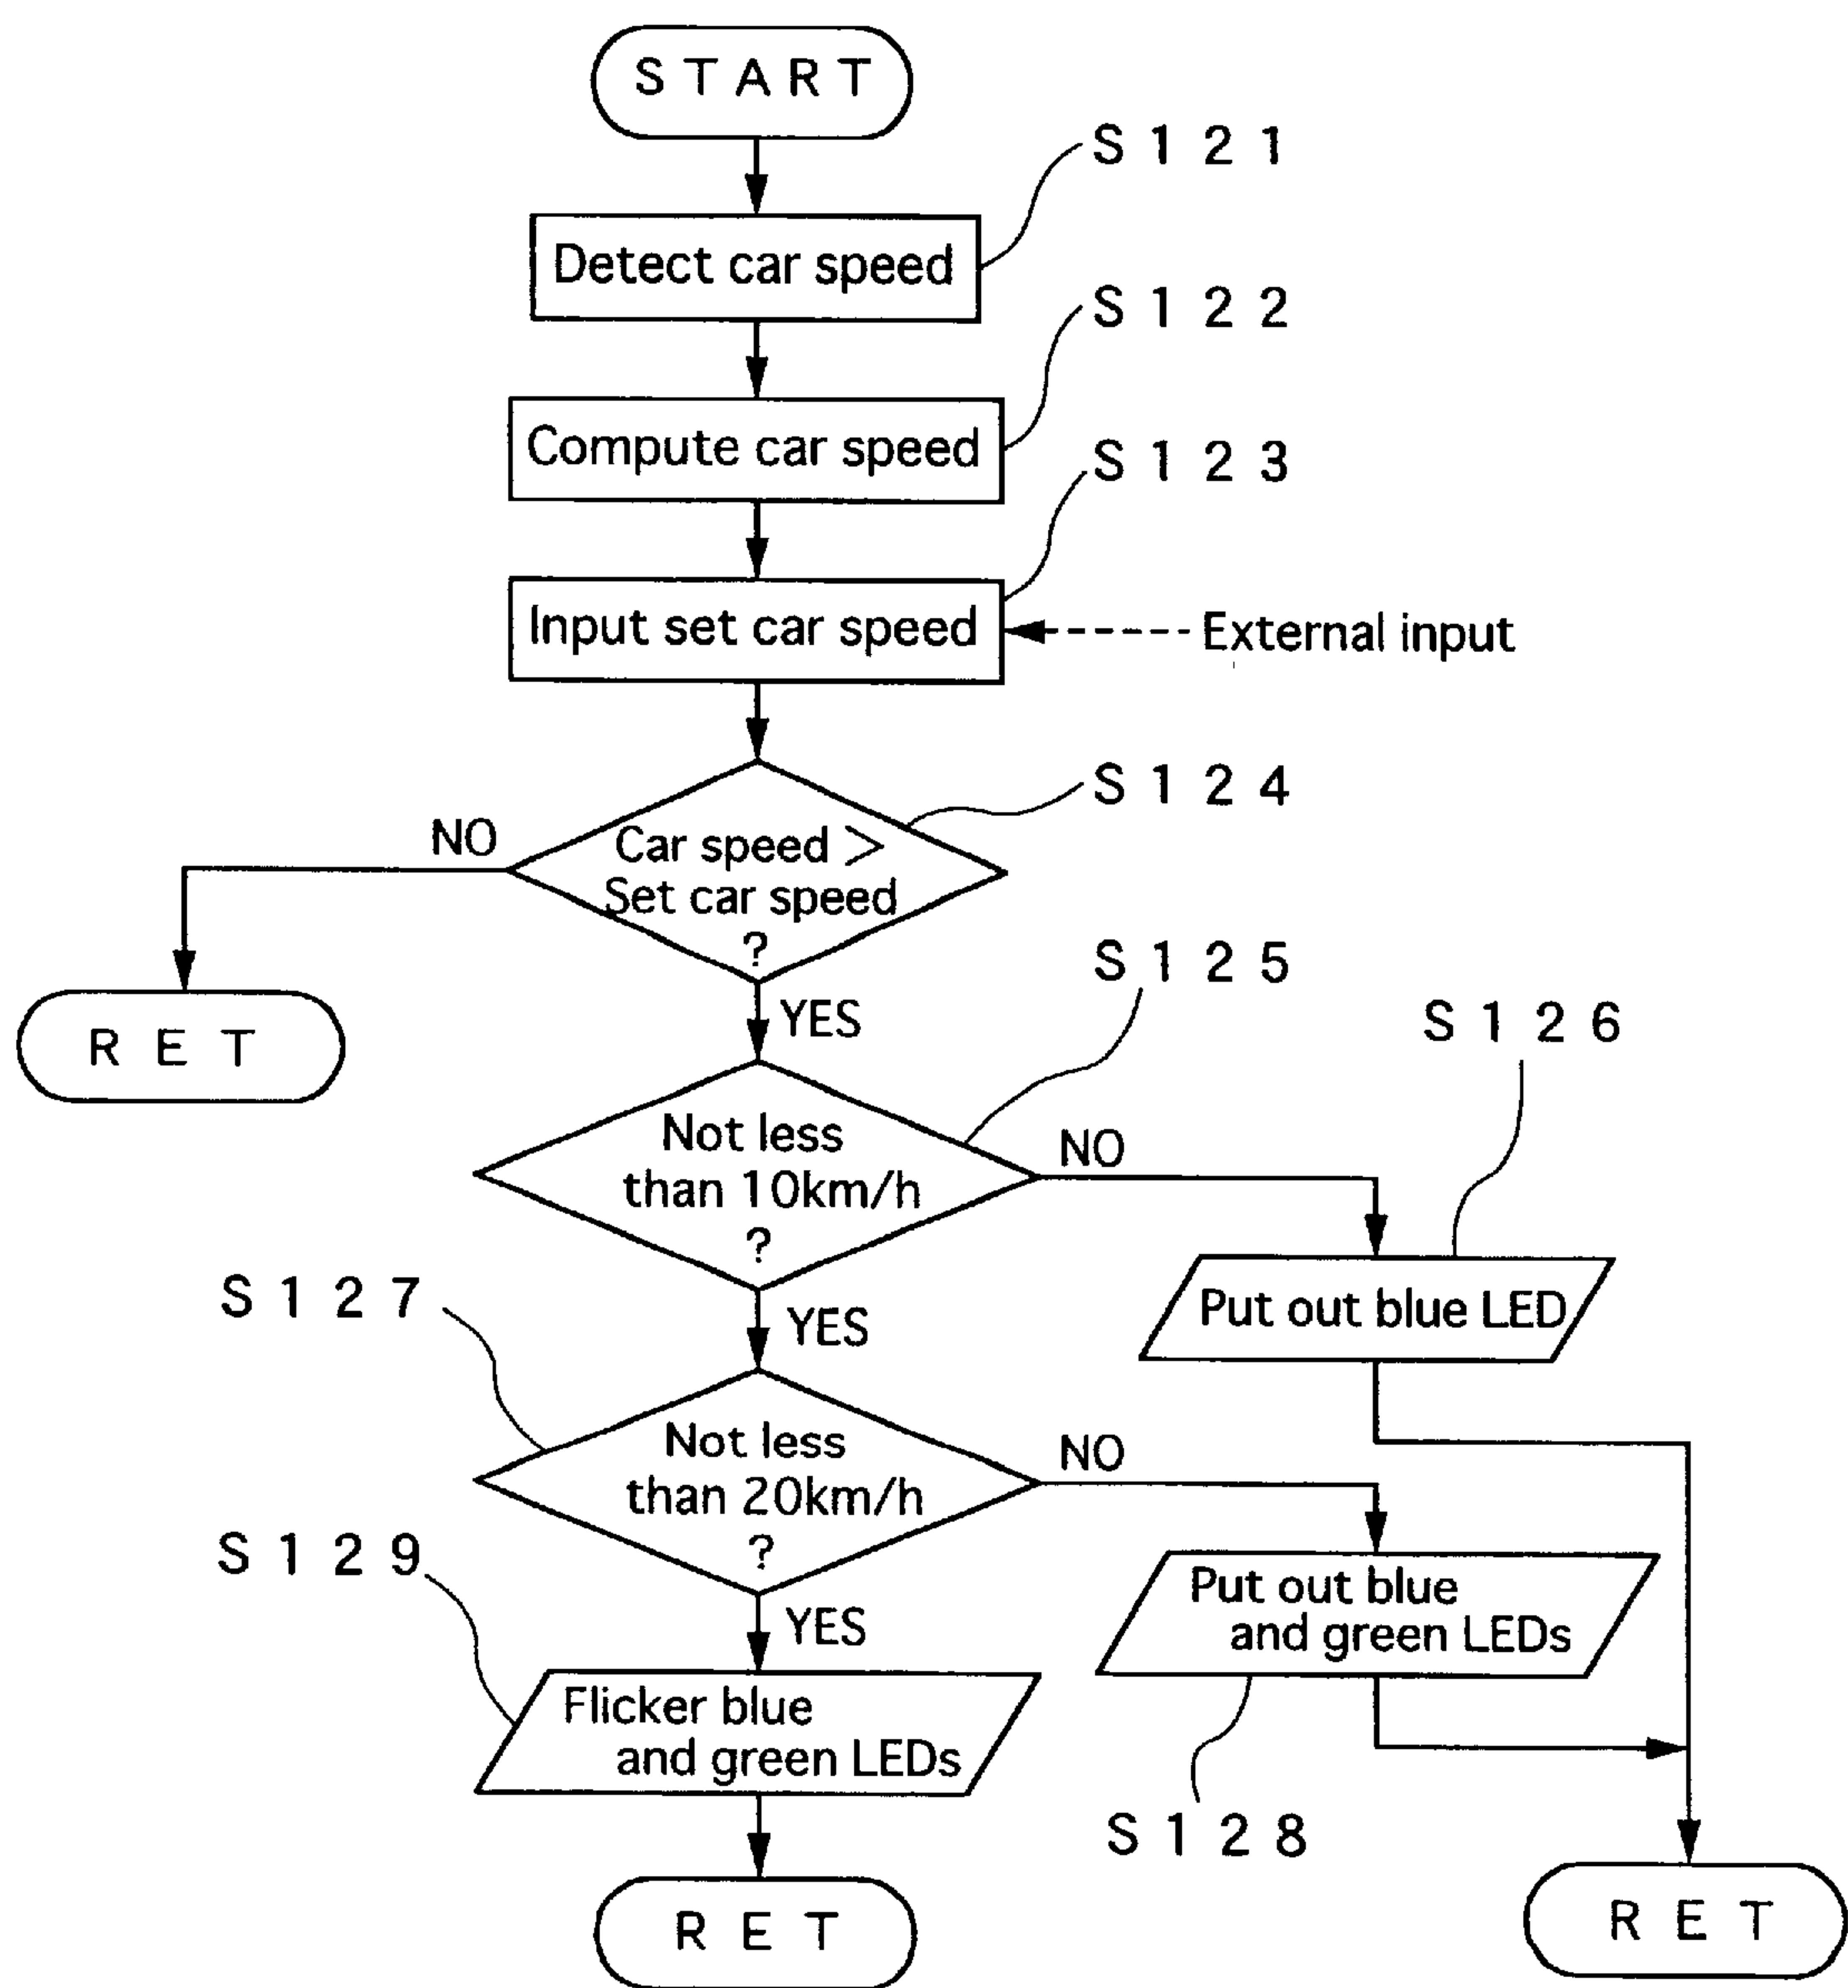 START
S121
Detect car speed
S122
Compute car speed
S123
Input set car speed
External input
S124
NO
Car speed >
Set car speed
?
YES
RET
S125
S126
Not less
than 10km/h
?
NO
YES
Put out blue LED
S127
Not less
than 20km/h
?
NO
YES
S129
Put out blue
and green LEDs
Flicker blue
and green LEDs
S128
RET
RET